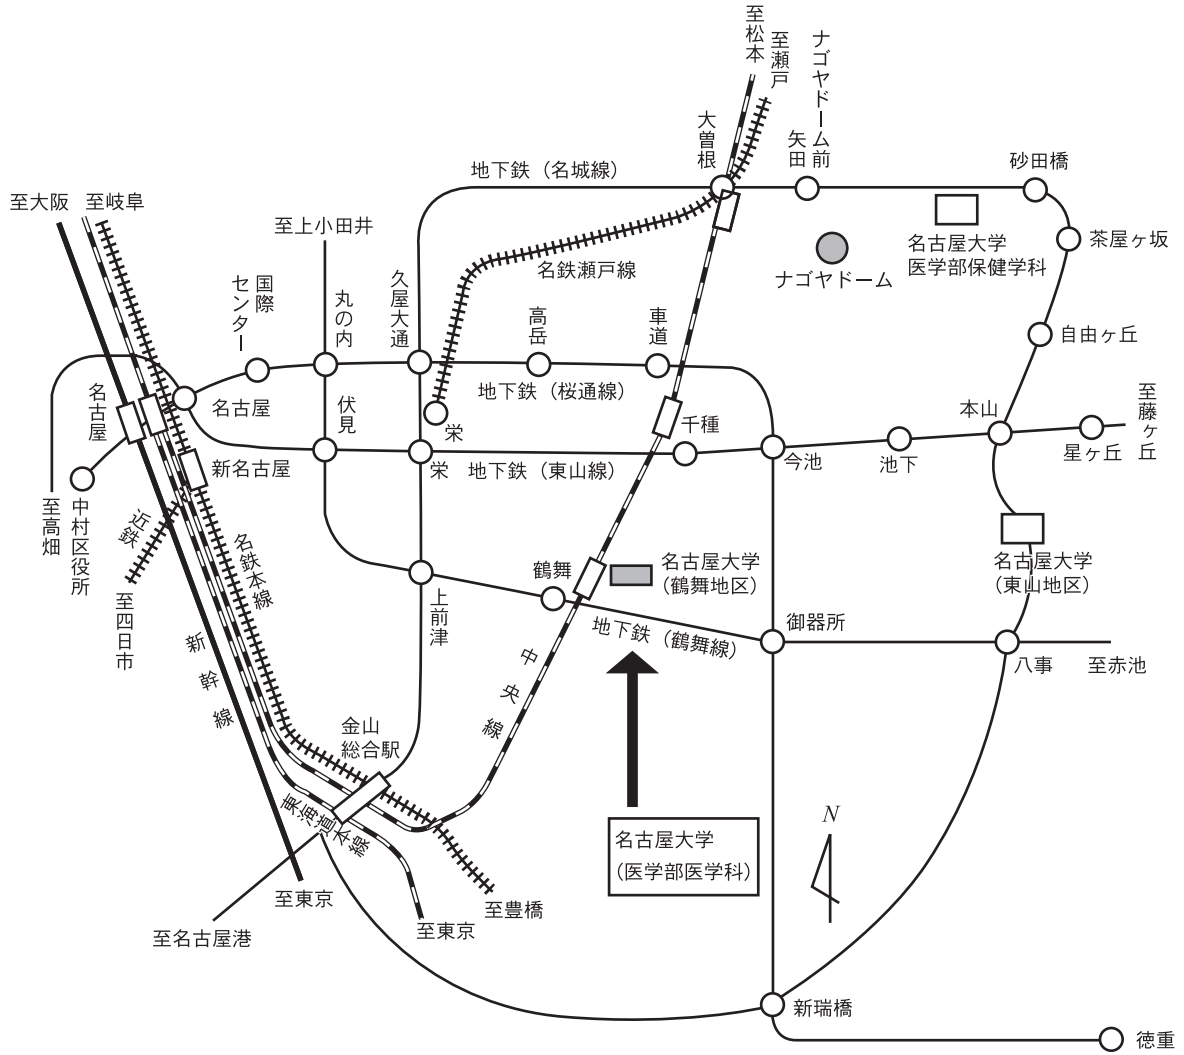 至松本
至瀬戸
ナゴヤドーム前
矢田
大曽根
地下鉄（名城線）
砂田橋
至大阪
至岐阜
至上小田井
名古屋大学
医学部保健学科
茶屋ヶ坂
ナゴヤドーム
名鉄瀬戸線
国際
センター
丸の内
久屋大通
高岳
車道
自由ヶ丘
地下鉄（桜通線）
名古屋
名古屋
伏見
栄
千種
本山
至藤ヶ丘
新名古屋
栄
地下鉄（東山線）
今池
池下
星ヶ丘
至高畑
中村区役所
近鉄
名鉄本線
至四日市
鶴舞
名古屋大学
（鶴舞地区）
名古屋大学
（東山地区）
上前津
地下鉄（鶴舞線）
御器所
八事
至赤池
新幹線
中央線
金山
総合駅
東海道本線
名古屋大学
（医学部医学科）
N
至東京
至豊橋
至東京
至名古屋港
新瑞橋
徳重